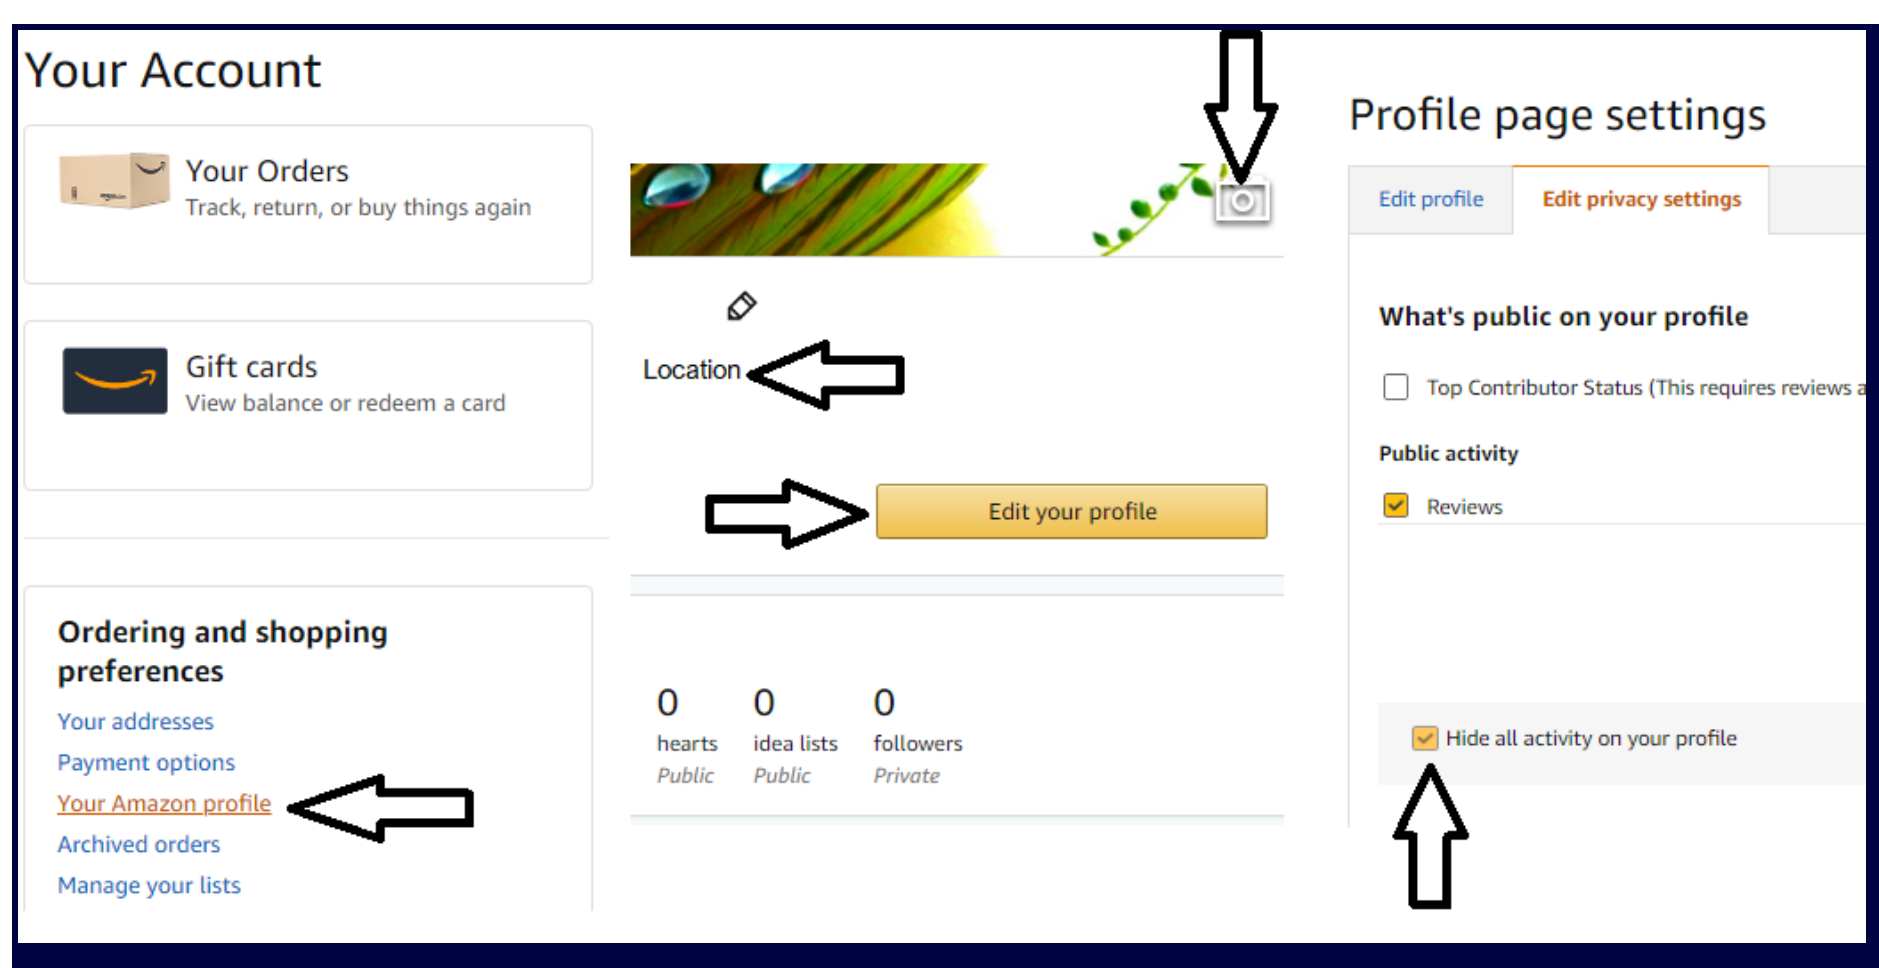 Your Account
Your Orders
Track, return, or buy things again
Gift cards
View balance or redeem a card
Ordering and shopping
preferences
Your addresses
Payment options
Your Amazon profile
Archived orders
Manage your lists
Location
Edit your profile
0 0 0
hearts idea lists followers
Public Public Private
Profile page settings
Edit profile Edit privacy settings
What's public on your profile
Top Contributor Status (This requires reviews a
Public activity
Reviews
Hide all activity on your profile